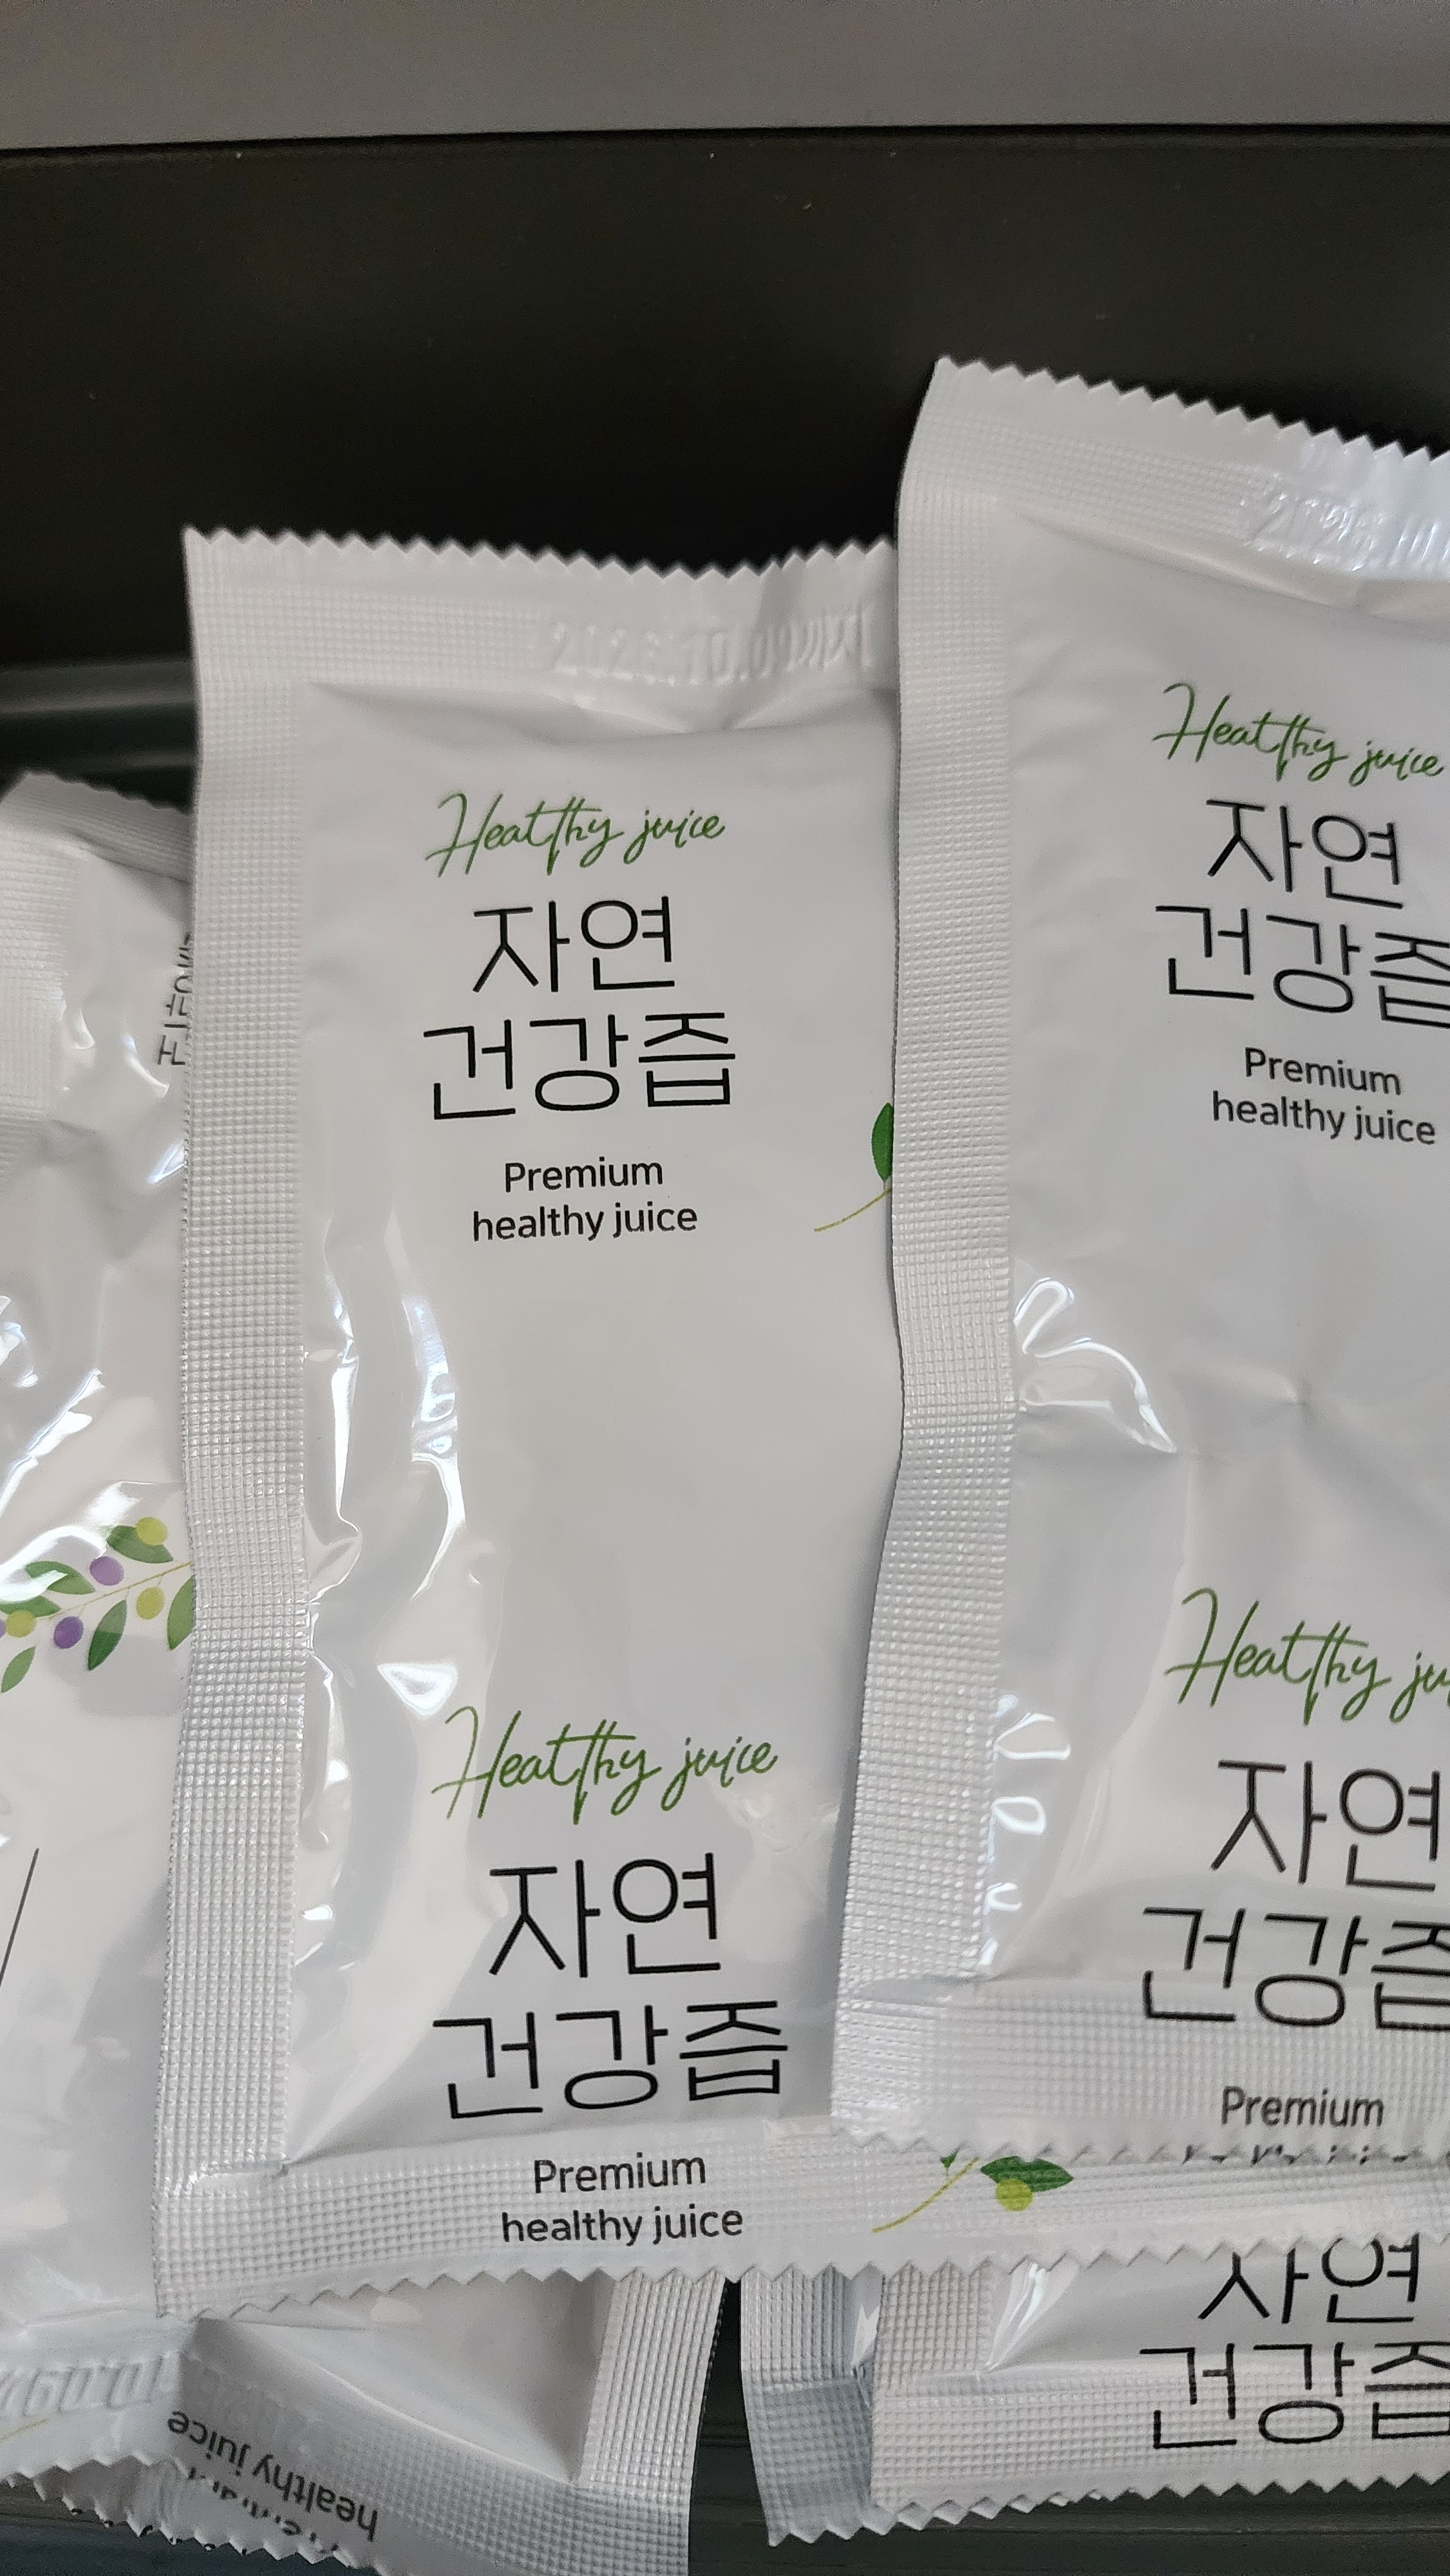 Healthy juice
자연
건강즙
Premium
healthy juice
Healthy juice
자연
건강즙
Premium
healthy juice
Healthy juice
자연
건강즙
Premium
healthy juice
Healthy
자연
건강즙
Premium
자연
건강즙
healthy juice